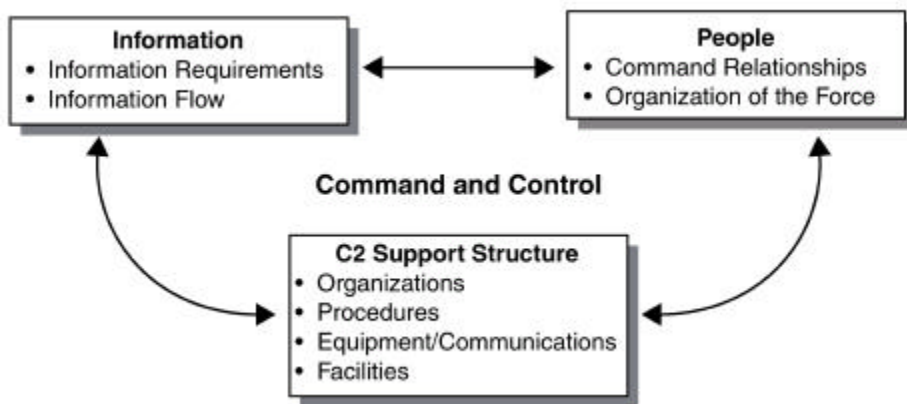 Information
• Information Requirements
• Information Flow
People
• Command Relationships
• Organization of the Force
Command and Control
C2 Support Structure
• Organizations
• Procedures
• Equipment/Communications
• Facilities